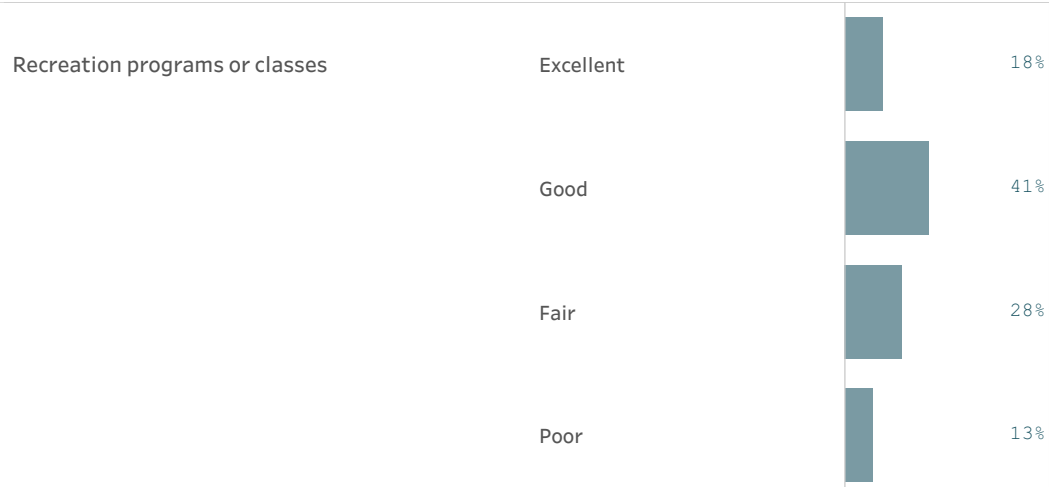 Recreation programs or classes Excellent 18%
Good 41%
Fair 28%
Poor 13%